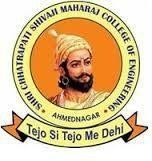 SHRI CHHATRAPATI SHIVAJI MAHARAJ COLLEGE OF ENGINEERING
AHMEDNAGAR
Tejo Si Tejo Me Dehi